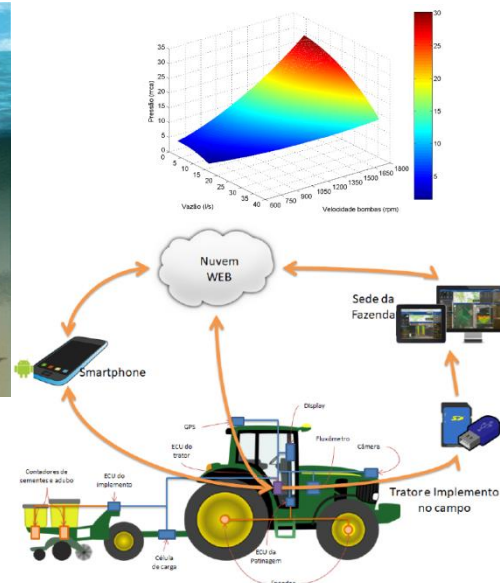 35
30
25
20
15
10
5
0
Pressão (mca)
0
5
10
15
20
25
30
35
40
Vazão (l/s)
600
750
900
1050
1200
1350
1500
1650
1800
Velocidade bombas (rpm)
30
25
20
15
10
5
Nuvem
WEB
Sede da
Fazenda
Smartphone
Display
GPS
ECU do
trator
Fluxômetro
Câmera
Contadores de
sementes e adubo
ECU do
implemento
Trator e Implemento
no campo
Célula
de carga
ECU da
Patinagem